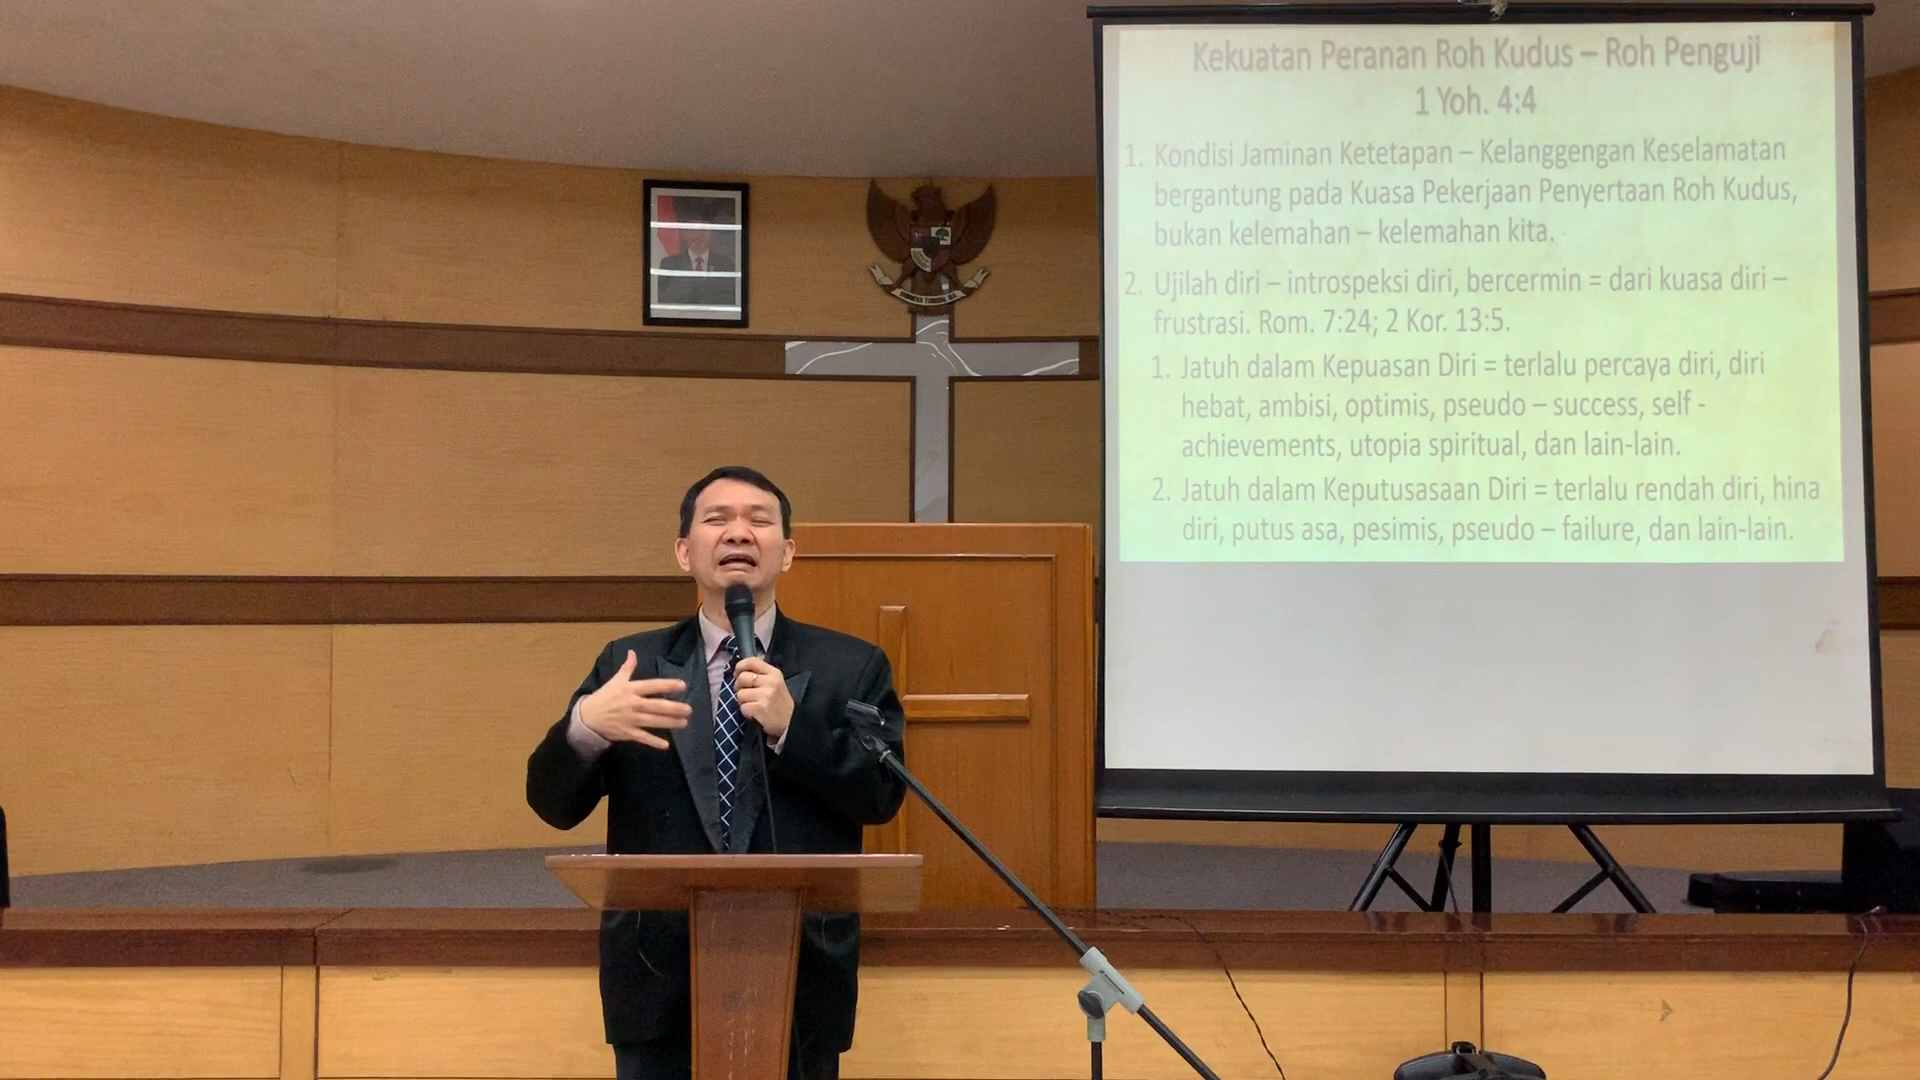 Kekuatan Peranan Roh Kudus – Roh Penguji
1 Yoh. 4:4
1. Kondisi Jaminan Ketetapan – Kelanggengan Keselamatan
bergantung pada Kuasa Pekerjaan Penyertaan Roh Kudus,
bukan kelemahan – kelemahan kita.
2. Ujilah diri – introspeksi diri, bercermin = dari kuasa diri –
frustrasi. Rom. 7:24; 2 Kor. 13:5.
1. Jatuh dalam Kepuasan Diri = terlalu percaya diri, diri
hebat, ambisi, optimis, pseudo – success, self -
achievements, utopia spiritual, dan lain-lain.
2. Jatuh dalam Keputusasaan Diri = terlalu rendah diri, hina
diri, putus asa, pesimis, pseudo – failure, dan lain-lain.